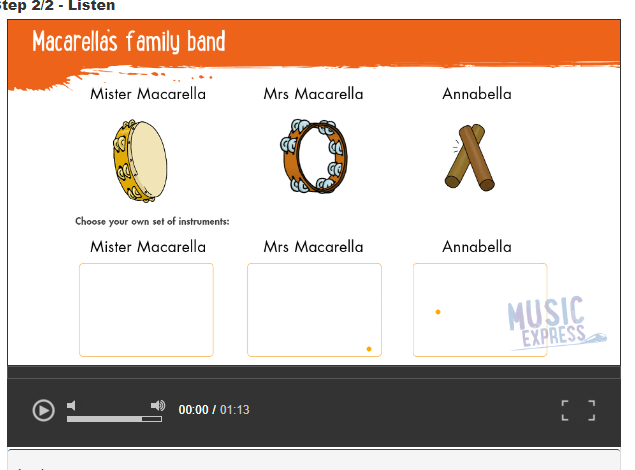 Step 2/2 - Listen
Macarella's family band
Mister Macarella Mrs Macarella Annabella
Choose your own set of instruments:
Mister Macarella Mrs Macarella Annabella
MUSIC
EXPRESS
00:00 / 01:13